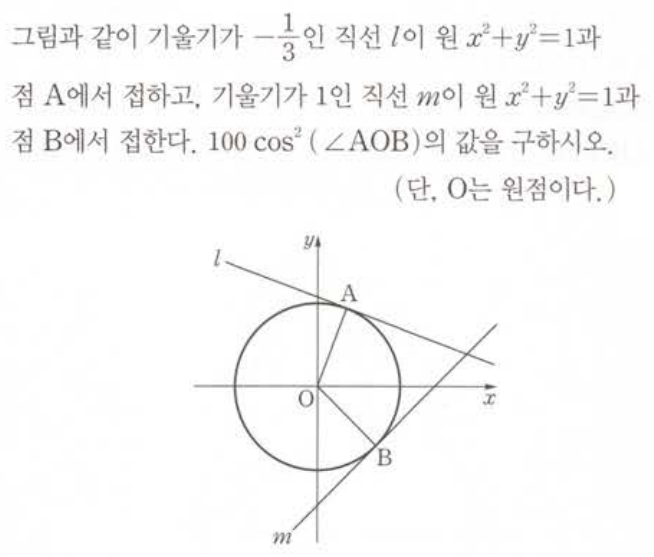 그림과 같이 기울기가 $-\frac{1}{3}$인 직선 $l$이 원 $x^2+y^2=1$과
점 A에서 접하고, 기울기가 1인 직선 $m$이 원 $x^2+y^2=1$과
점 B에서 접한다. $100\cos^2(\angle AOB)$의 값을 구하시오.
(단, O는 원점이다.)
y
l
A
O
x
B
m